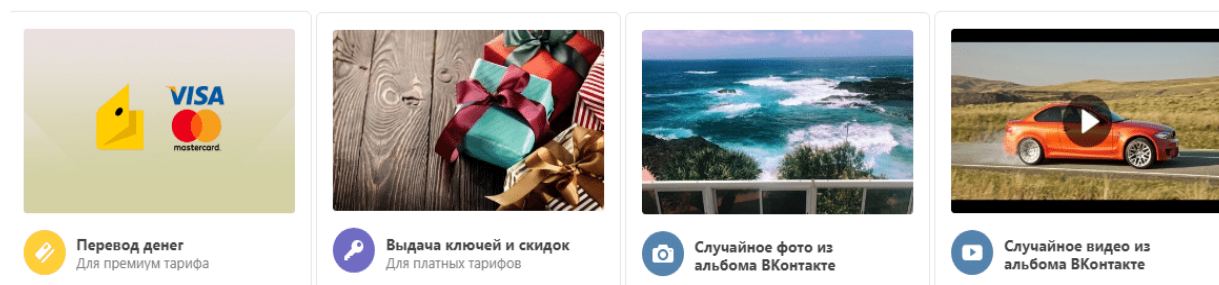 VISA
mastercard.
Перевод денег
Для премиум тарифа
Выдача ключей и скидок
Для платных тарифов
Случайное фото из
альбома ВКонтакте
Случайное видео из
альбома ВКонтакте